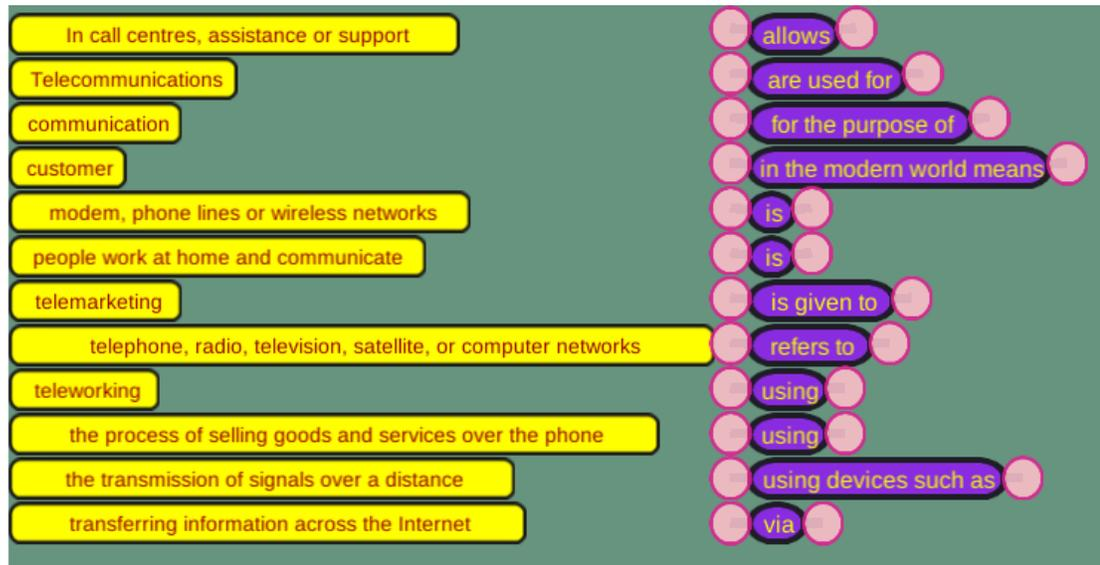 In call centres, assistance or support allows
Telecommunications are used for
communication for the purpose of
customer in the modern world means
modem, phone lines or wireless networks is
people work at home and communicate is
telemarketing is given to
telephone, radio, television, satellite, or computer networks refers to
teleworking using
the process of selling goods and services over the phone using
the transmission of signals over a distance using devices such as
transferring information across the Internet via